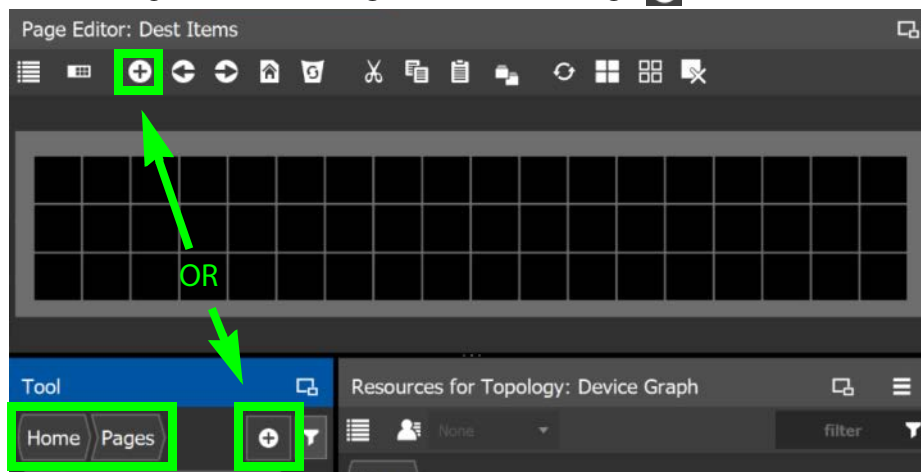 Page Editor: Dest Items
OR
Tool
Resources for Topology: Device Graph
Home Pages
None
filter